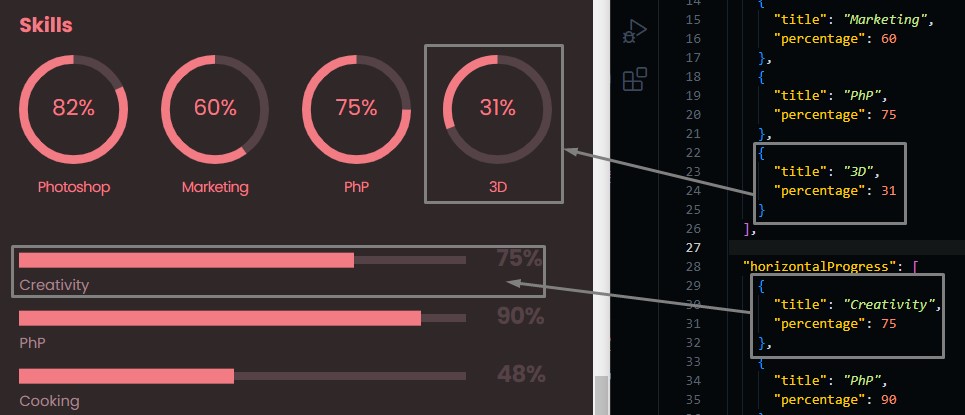 Skills
82%
60%
75%
31%
Photoshop
Marketing
PhP
3D
75%
Creativity
90%
PhP
48%
Cooking
15 "title": "Marketing",
16 "percentage": 60
17 },
18 {
19 "title": "PhP",
20 "percentage": 75
21 },
22 {
23 "title": "3D",
24 "percentage": 31
25 }
26 ],
27
28 "horizontalProgress": [
29 {
30 "title": "Creativity",
31 "percentage": 75
32 },
33 {
34 "title": "PhP",
35 "percentage": 90